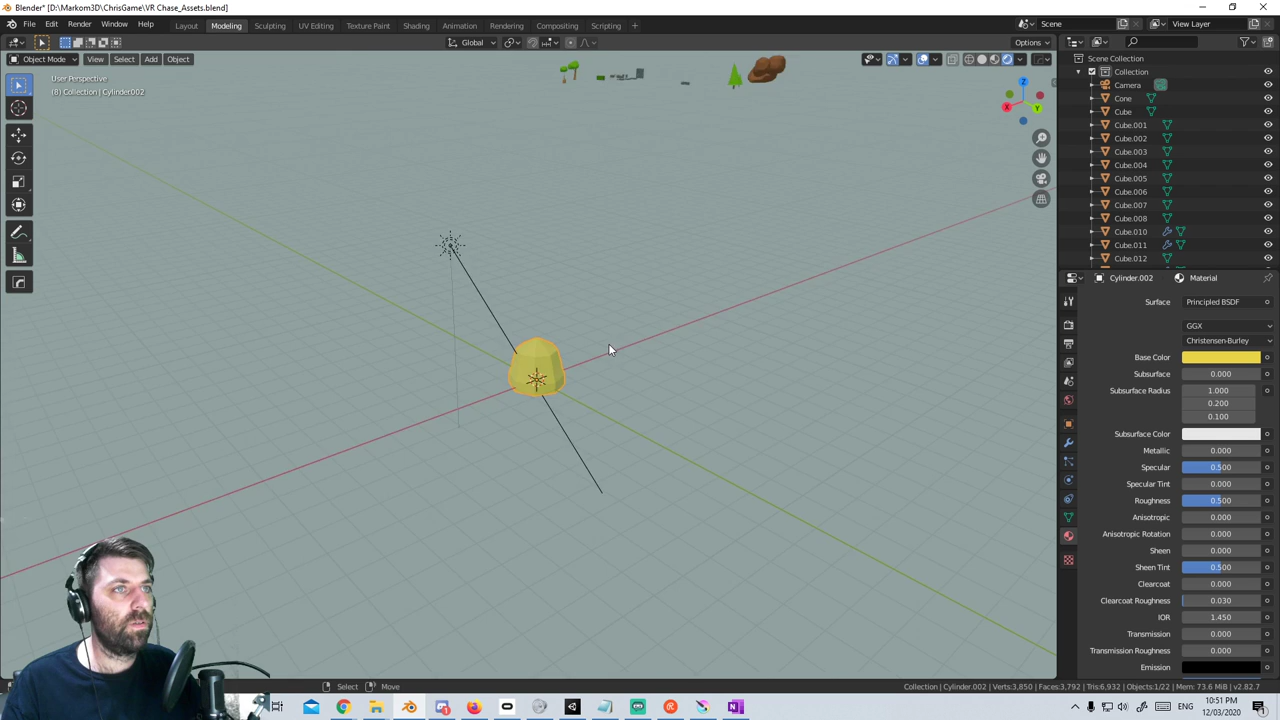 Blender* [D:\Markom3D\ChrisGame\VR Chase_Assets.blend]
File Edit Render Window Help Layout Modeling Sculpting UV Editing Texture Paint Shading Animation Rendering Compositing Scripting + Scene View Layer
Global Options
Object Mode View Select Add Object
User Perspective
(8) Collection | Cylinder002
Z
X
Y
Scene Collection
Collection
Camera
Cone
Cube
Cube.001
Cube.002
Cube.003
Cube.004
Cube.005
Cube.006
Cube.007
Cube.008
Cube.010
Cube.011
Cube.012
Cylinder.002 Material
Surface Principled BSDF
GGX
Christensen-Burley
Base Color
Subsurface 0.000
Subsurface Radius 1.000
0.200
0.100
Subsurface Color
Metallic 0.000
Specular 0.500
Specular Tint 0.000
Roughness 0.500
Anisotropic 0.000
Anisotropic Rotation 0.000
Sheen 0.000
Sheen Tint 0.500
Clearcoat 0.000
Clearcoat Roughness 0.030
IOR 1.450
Transmission 0.000
Transmission Roughness 0.000
Emission
Select Move Collection | Cylinder.002 | Verts:3,850 | Faces:3,792 | Tris:6,932 | Objects:1/22 | Mem: 73.6 MiB | v2.82.7
ENG 10:51 PM
12/03/2020